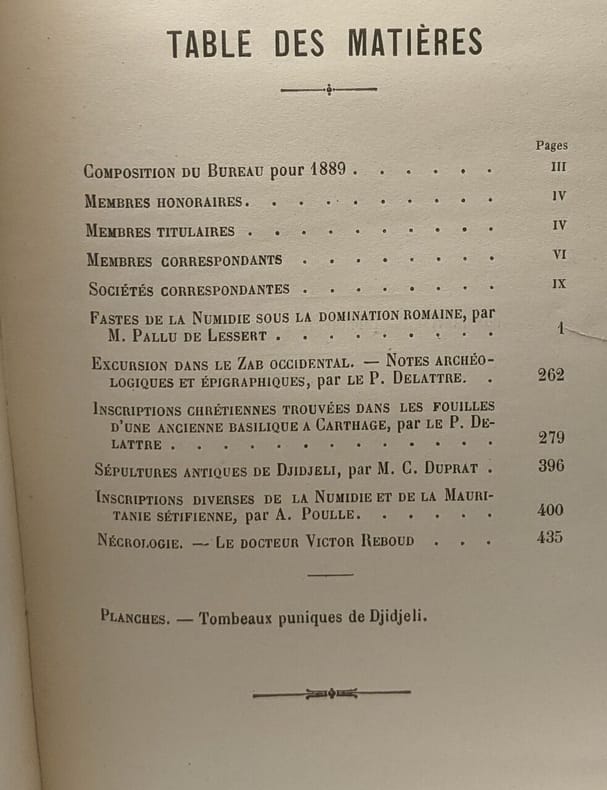 TABLE DES MATIÈRES
Pages
COMPOSITION DU BUREAU pour 1889 . . . . . . III
MEMBRES HONORAIRES. . . . . . . . . . IV
MEMBRES TITULAIRES . . . . . . . . . IV
MEMBRES CORRESPONDANTS . . . . . . . VI
SOCIÉTÉS CORRESPONDANTES . . . . . . . IX
FASTES DE LA NUMIDIE SOUS LA DOMINATION ROMAINE, par
M. PALLU DE LESSERT . . . . . . . . . 1
EXCURSION DANS LE ZAB OCCIDENTAL. — NOTES ARCHÉO-
LOGIQUES ET ÉPIGRAPHIQUES, par LE P. DELATTRE. . 262
INSCRIPTIONS CHRÉTIENNES TROUVÉES DANS LES FOUILLES
D'UNE ANCIENNE BASILIQUE A CARTHAGE, par LE P. DE-
LATTRE . . . . . . . . . . . . . 279
SÉPULTURES ANTIQUES DE DJIDJELI, par M. C. DUPRAT . 396
INSCRIPTIONS DIVERSES DE LA NUMIDIE ET DE LA MAURI-
TANIE SÉTIFIENNE, par A. POULLE. . . . . . 400
NÉCROLOGIE. — LE DOCTEUR VICTOR REBOUD . . . 435
PLANCHES. — Tombeaux puniques de Djidjeli.